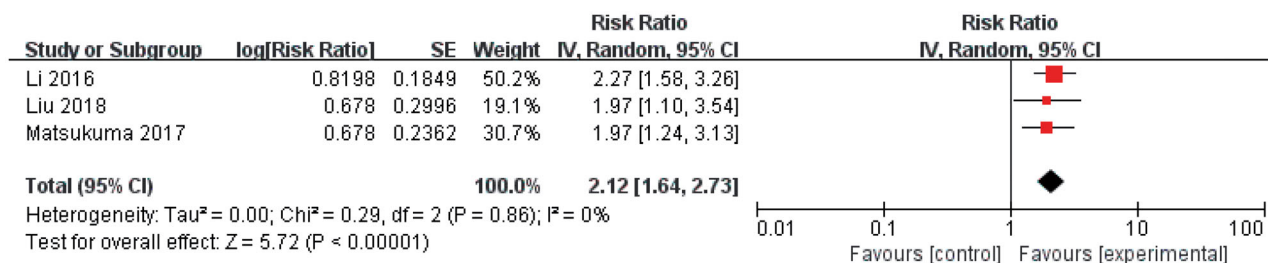 Risk Ratio Risk Ratio
Study or Subgroup log[Risk Ratio] SE Weight IV, Random, 95% CI IV, Random, 95% CI
Li 2016 0.8198 0.1849 50.2% 2.27 [1.58, 3.26]
Liu 2018 0.678 0.2996 19.1% 1.97 [1.10, 3.54]
Matsukuma 2017 0.678 0.2362 30.7% 1.97 [1.24, 3.13]
Total (95% CI) 100.0% 2.12 [1.64, 2.73]
Heterogeneity: Tau² = 0.00; Chi² = 0.29, df = 2 (P = 0.86); I² = 0%
Test for overall effect: Z = 5.72 (P < 0.00001)
0.01 0.1 1 10 100
Favours [control] Favours [experimental]